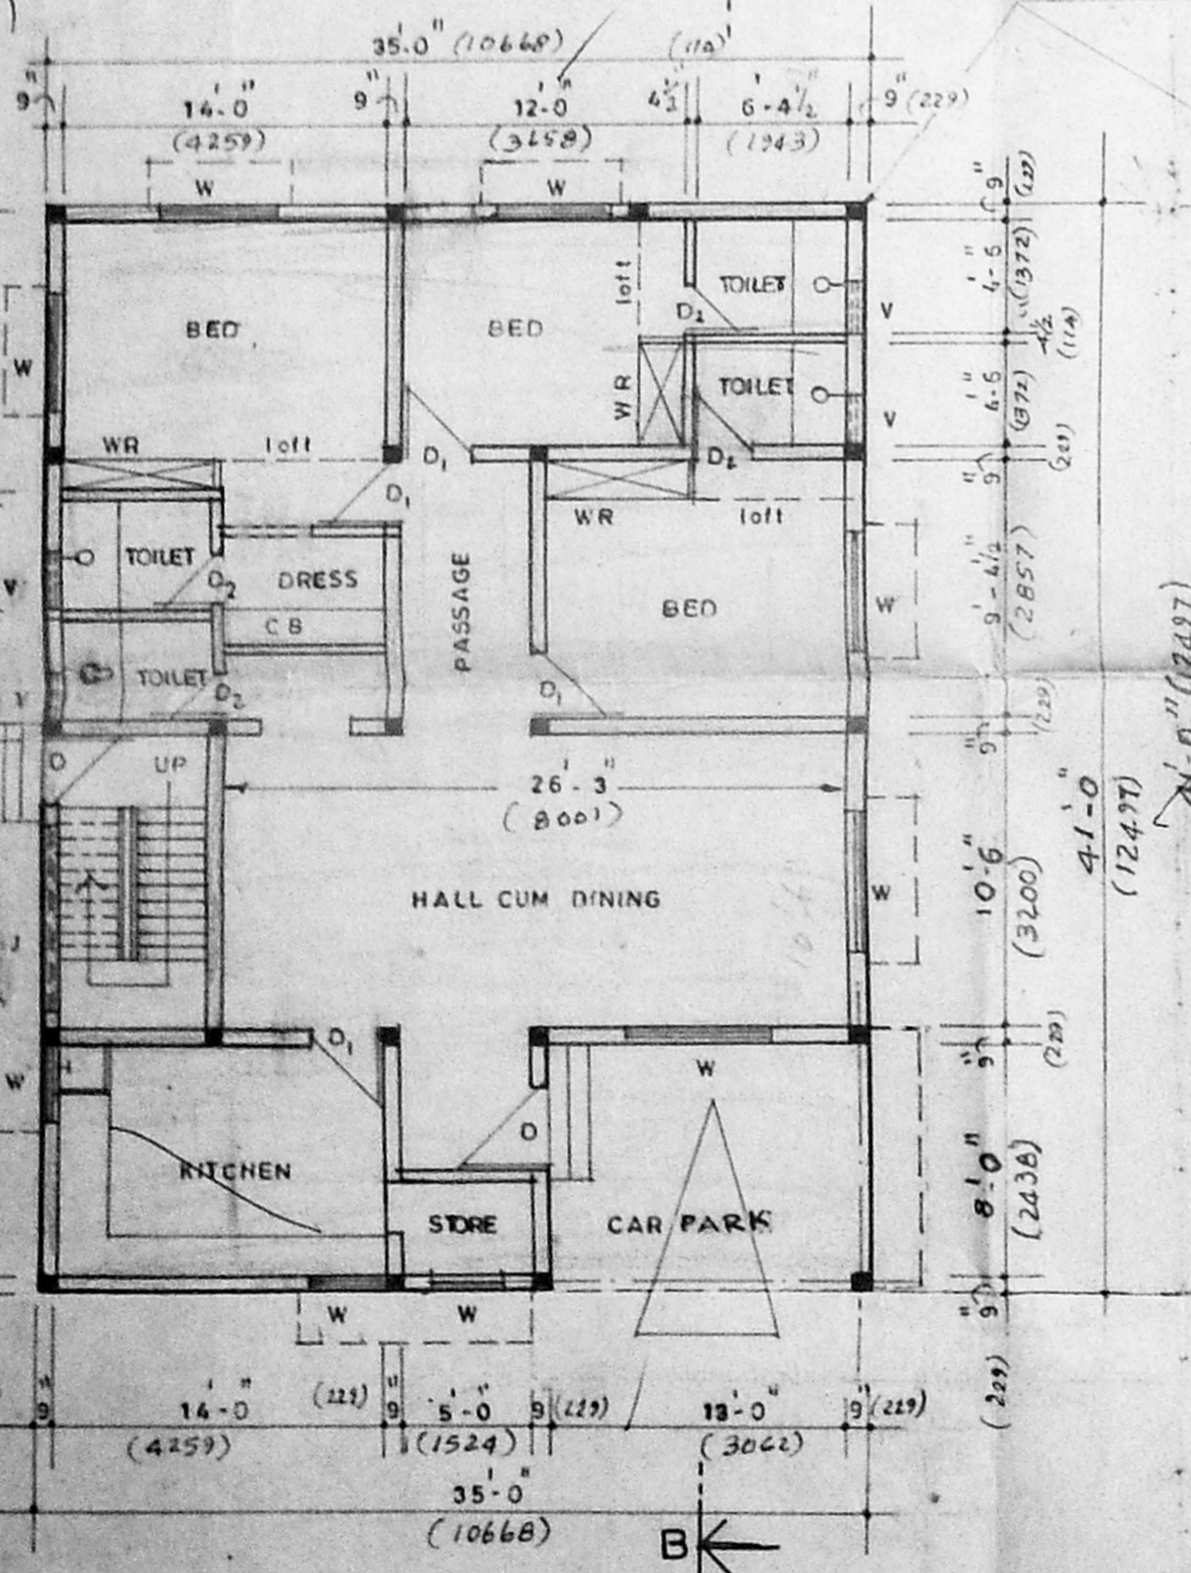 35'-0" (10668) (114)
9" 14'-0" 9" 12'-0" 4½ 6'-4½ 9" (229)
(4259) (3658) (1943)
W W
9"
(229)
4'-6
(1372)
TOILET
loft
BED BED
D2 V
4½
(114)
W
TOILET
WR
4'-6
(1372)
V
WR loft D1 D2
(229)
9"
D1
WR loft
TOILET
D2 DRESS
PASSAGE
9'-4½
(2857)
V
BED W
CB
TOILET
D2 D1
V
(229)
9"
D UP
26'-3"
(8001)
41'-0"
(12497)
41'-0" (12497)
10'6"
(3200)
HALL CUM DINING W
J
D1
9"
(229)
W W
D
8'-0"
(2438)
KITCHEN
STORE CAR PARK
9"
(229)
W W
9" 14'-0" (229) 9" 5'-0" 9 (229) 13'-0" 9" (229)
(4259) (1524) (3062)
35'-0"
(10668)
B